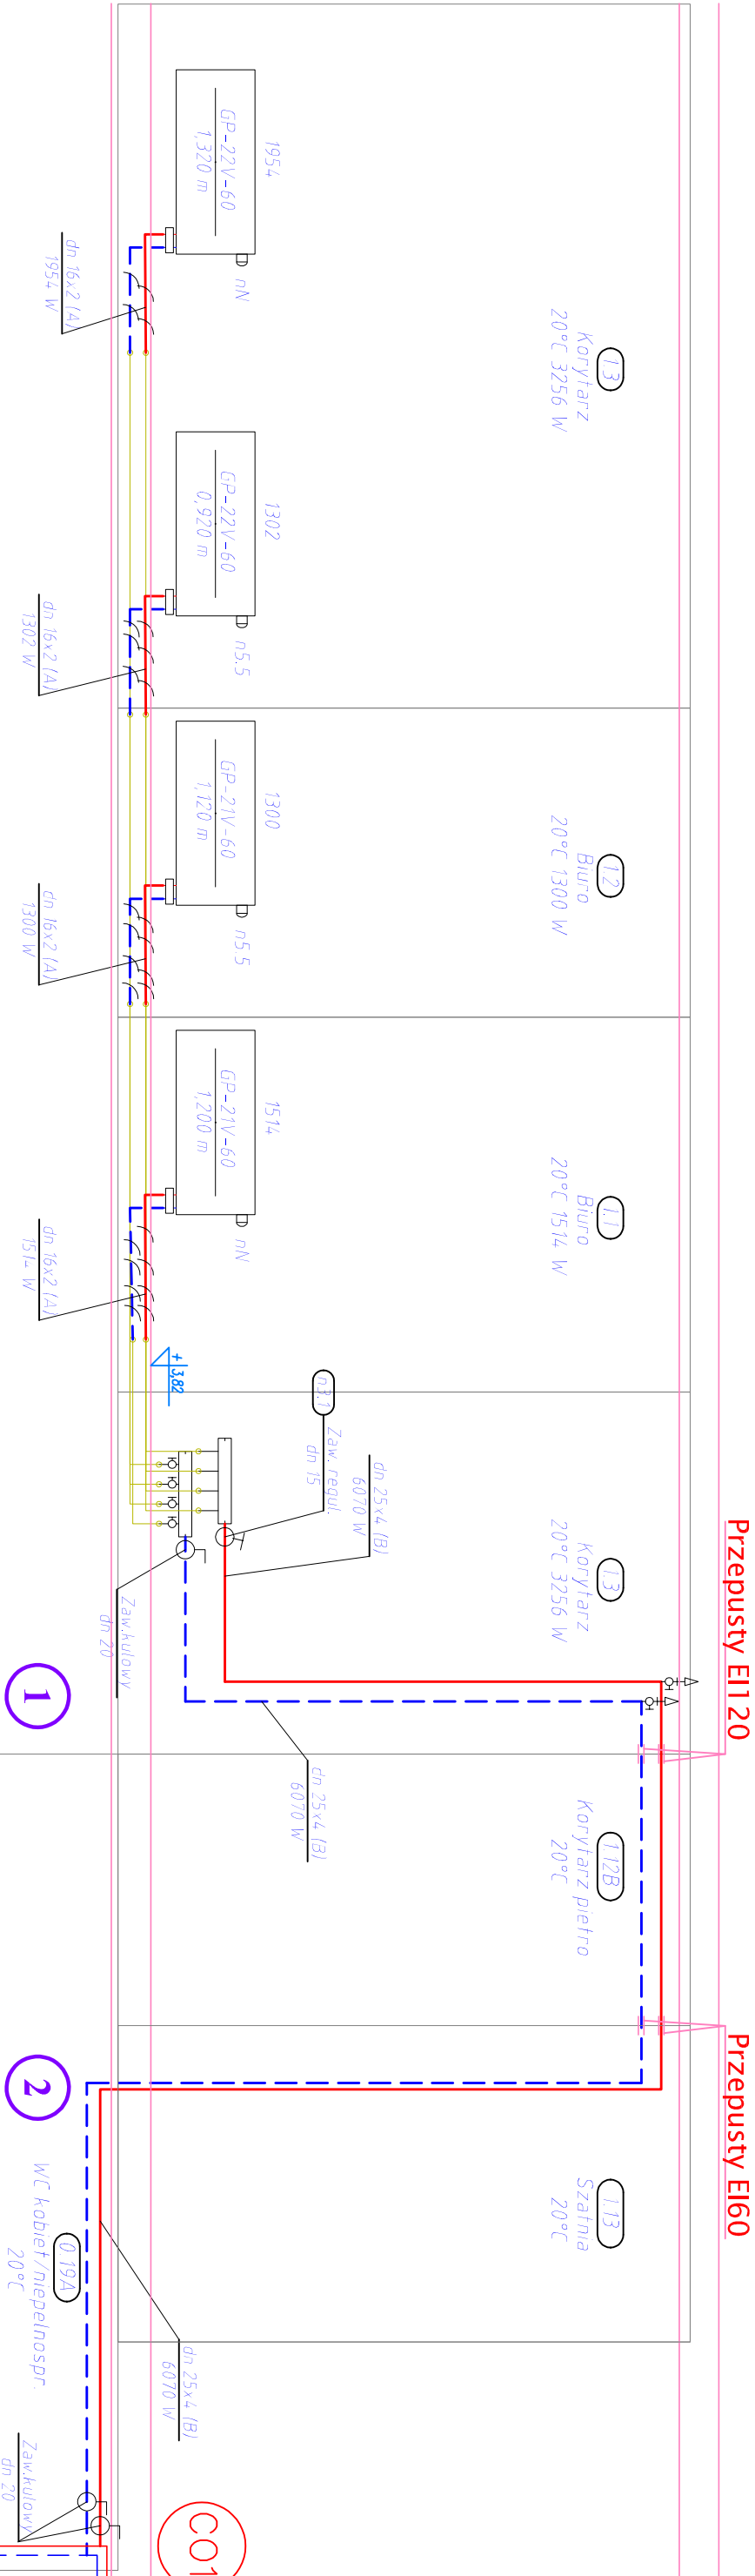 1954
GP-22V-60
1,320 m
nN
dn 16x2 (A)
1954 W
1.3
Korytarz
20°C 3256 W
1302
GP-22V-60
0,920 m
n5.5
dn 16x2 (A)
1302 W
1300
GP-21V-60
1,120 m
n5.5
dn 16x2 (A)
1300 W
1.2
Biuro
20°C 1300 W
1514
GP-21V-60
1,200 m
nN
dn 16x2 (A)
1514 W
1.1
Biuro
20°C 1514 W
+3,82
n3,1
Zaw. regul.
dn 15
dn 25x4 (B)
6070 W
Zaw.kulowy
dn 20
1.3
Korytarz
20°C 3256 W
Przepusty EI120
1
dn 25x4 (B)
6070 W
1.12B
Korytarz piętro
20°C
Przepusty EI60
2
1.13
Szatnia
20°C
0.19A
WC kobiet/niepełnospr.
20°C
dn 25x4 (B)
6070 W
Zaw.kulowy
dn 20
CO1